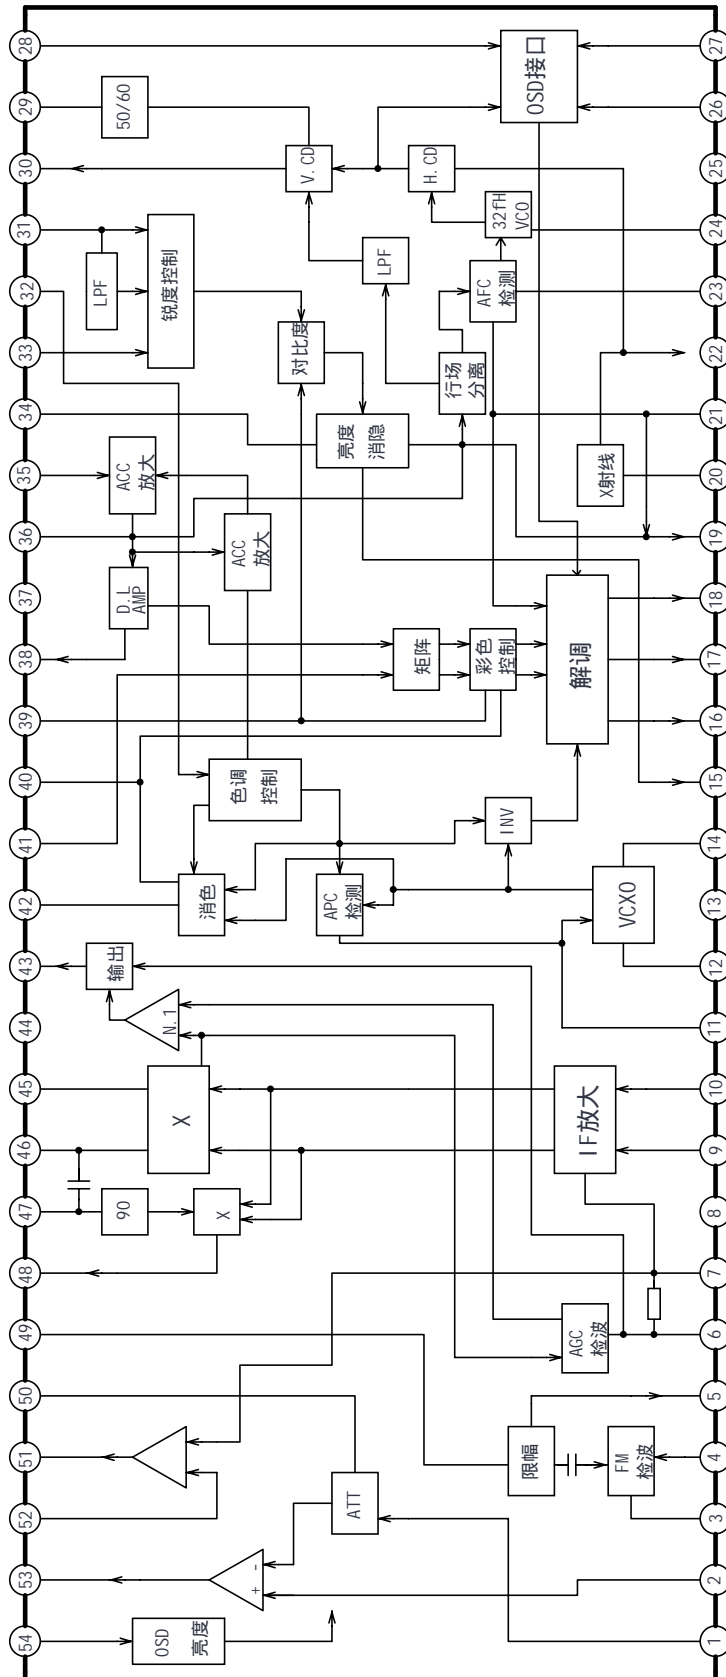 28
27
29
50/60
OSD接口
26
30
V.CD
H.CD
25
31
32fH
VCO
24
32
LPF
锐度控制
LPF
AFC
检测
23
33
对比度
行场
分离
22
34
亮度
消隐
21
35
ACC
放大
X射线
20
36
ACC
放大
19
37
D.L
AMP
18
38
矩阵
彩色
控制
解调
17
39
16
40
色调
控制
15
41
INV
14
42
消色
APC
检测
VCXO
13
43
输出
12
44
N.1
11
45
X
IF放大
10
46
9
47
90
X
8
48
7
49
AGC
检波
6
50
5
51
限幅
FM
检波
4
52
ATT
3
53
+
-
2
54
OSD
亮度
1